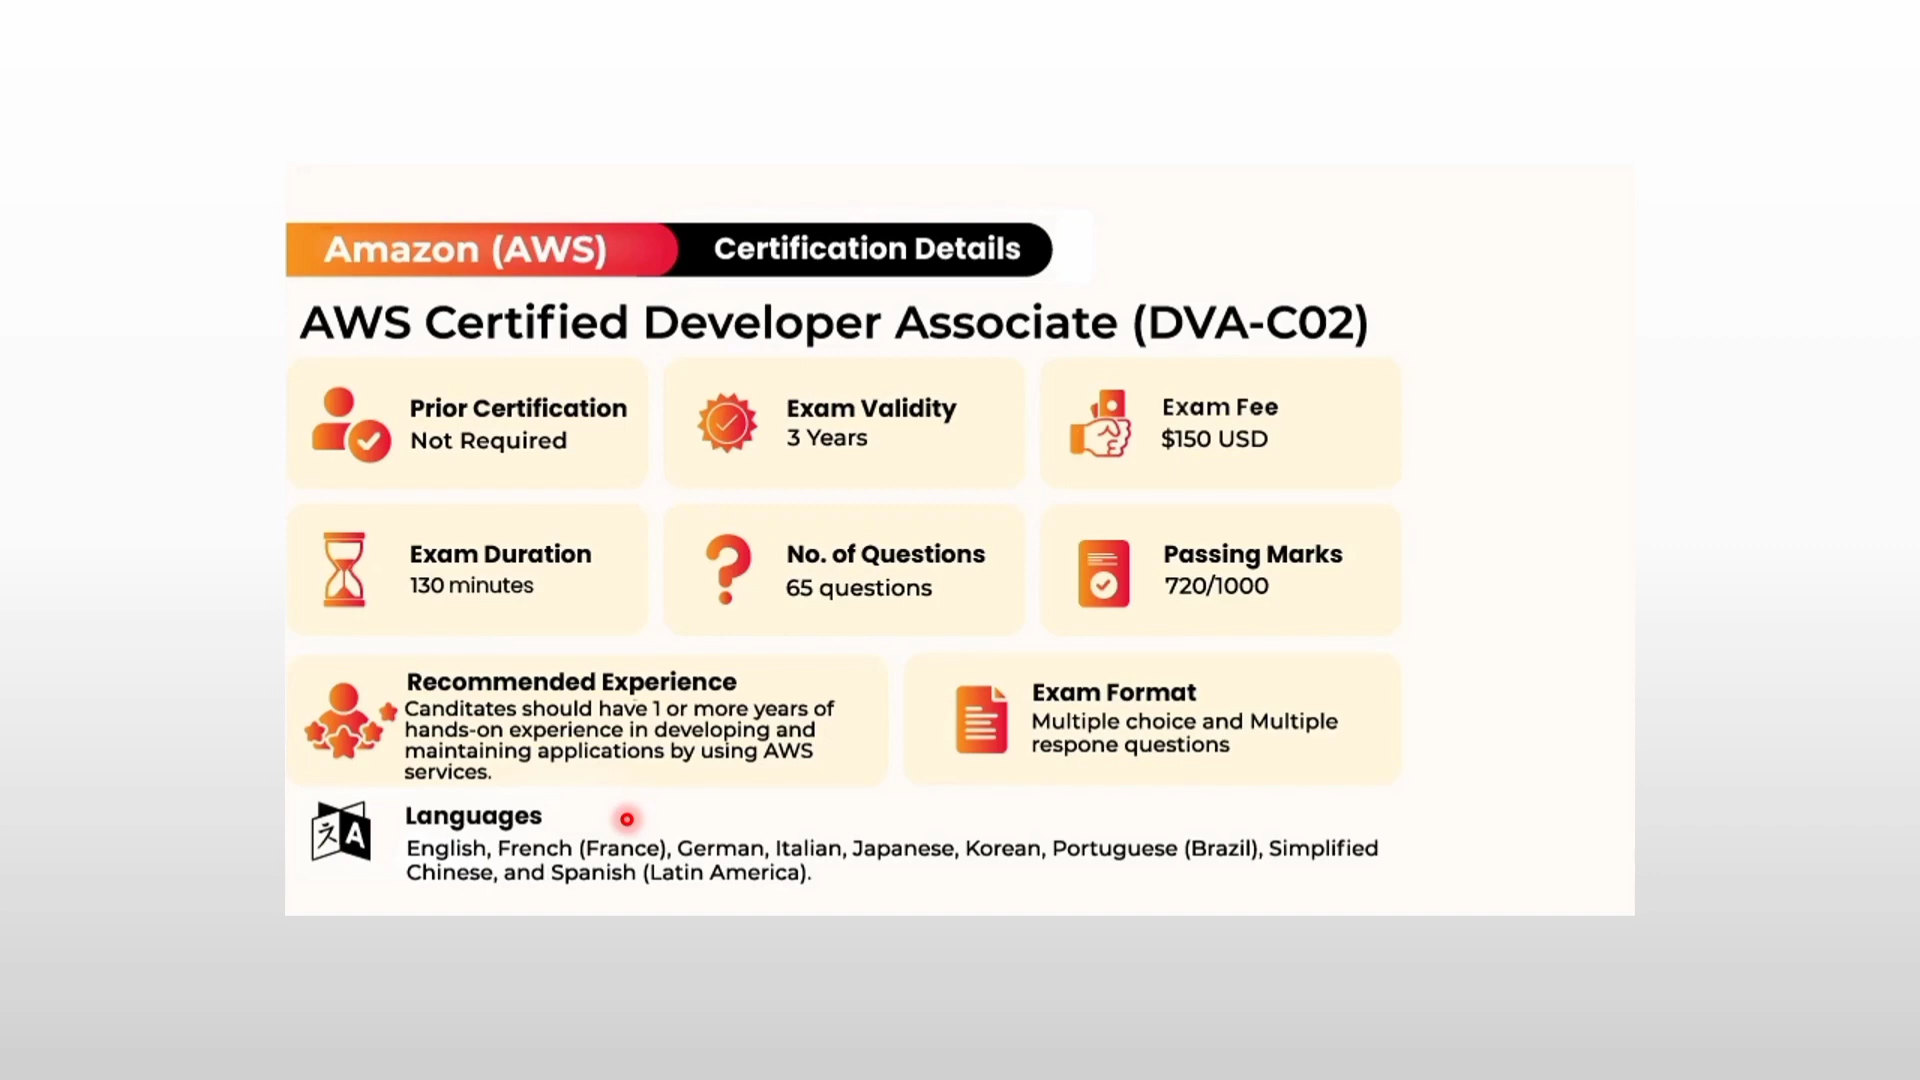 Amazon (AWS) Certification Details
AWS Certified Developer Associate (DVA-C02)
Prior Certification
Not Required
Exam Validity
3 Years
Exam Fee
$150 USD
Exam Duration
130 minutes
No. of Questions
65 questions
Passing Marks
720/1000
Recommended Experience
Canditates should have 1 or more years of
hands-on experience in developing and
maintaining applications by using AWS
services.
Exam Format
Multiple choice and Multiple
respone questions
Languages
English, French (France), German, Italian, Japanese, Korean, Portuguese (Brazil), Simplified
Chinese, and Spanish (Latin America).